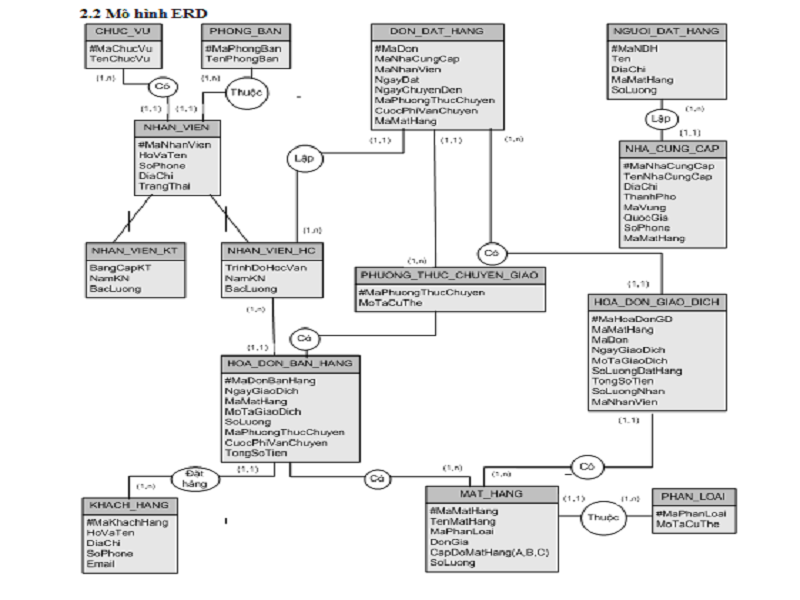 2.2 Mô hình ERD
CHUC_VU
#MaChucVu
TenChucVu
PHONG_BAN
#MaPhongBan
TenPhongBan
DON_DAT_HANG
#MaDon
MaNhaCungCap
MaNhanVien
NgayDat
NgayChuyenDen
MaPhuongThucChuyen
CuocPhiVanChuyen
MaMatHang
NGUOI_DAT_HANG
#MaNDH
Ten
DiaChi
MaMatHang
SoLuong
(1,n)
Có
(1,n)
Thuộc
(1,1)
(1,1)
NHAN_VIEN
#MaNhanVien
HoVaTen
SoPhone
DiaChi
TrangThai
(1,1)
(1,1)
(1,n)
Lập
(1,n)
Lập
(1,1)
NHA_CUNG_CAP
#MaNhaCungCap
TenNhaCungCap
DiaChi
ThanhPho
MaVung
QuocGia
SoPhone
MaMatHang
(1,n)
(1,n)
Có
(1,1)
NHAN_VIEN_KT
BangCapKT
NamKN
BacLuong
NHAN_VIEN_HC
TrinhDoHocVan
NamKN
BacLuong
PHUONG_THUC_CHUYEN_GIAO
#MaPhuongThucChuyen
MoTaCuThe
HOA_DON_GIAO_DICH
#MaHoaDonGD
MaMatHang
MaDon
NgayGiaoDich
MoTaGiaoDich
SoLuongDatHang
TongSoTien
SoLuongNhan
MaNhanVien
(1,n)
Có
(1,1)
HOA_DON_BAN_HANG
#MaDonBanHang
NgayGiaoDich
MaMatHang
MoTaGiaoDich
SoLuong
MaPhuongThucChuyen
CuocPhiVanChuyen
TongSoTien
(1,1)
(1,n)
Đặt
hàng
(1,1)
Có
(1,n)
(1,n)
Có
KHACH_HANG
#MaKhachHang
HoVaTen
DiaChi
SoPhone
Email
MAT_HANG
#MaMatHang
TenMatHang
MaPhanLoai
DonGia
CapDoMatHang(A,B,C)
SoLuong
(1,1)
Thuộc
(1,n)
PHAN_LOAI
#MaPhanLoai
MoTaCuThe